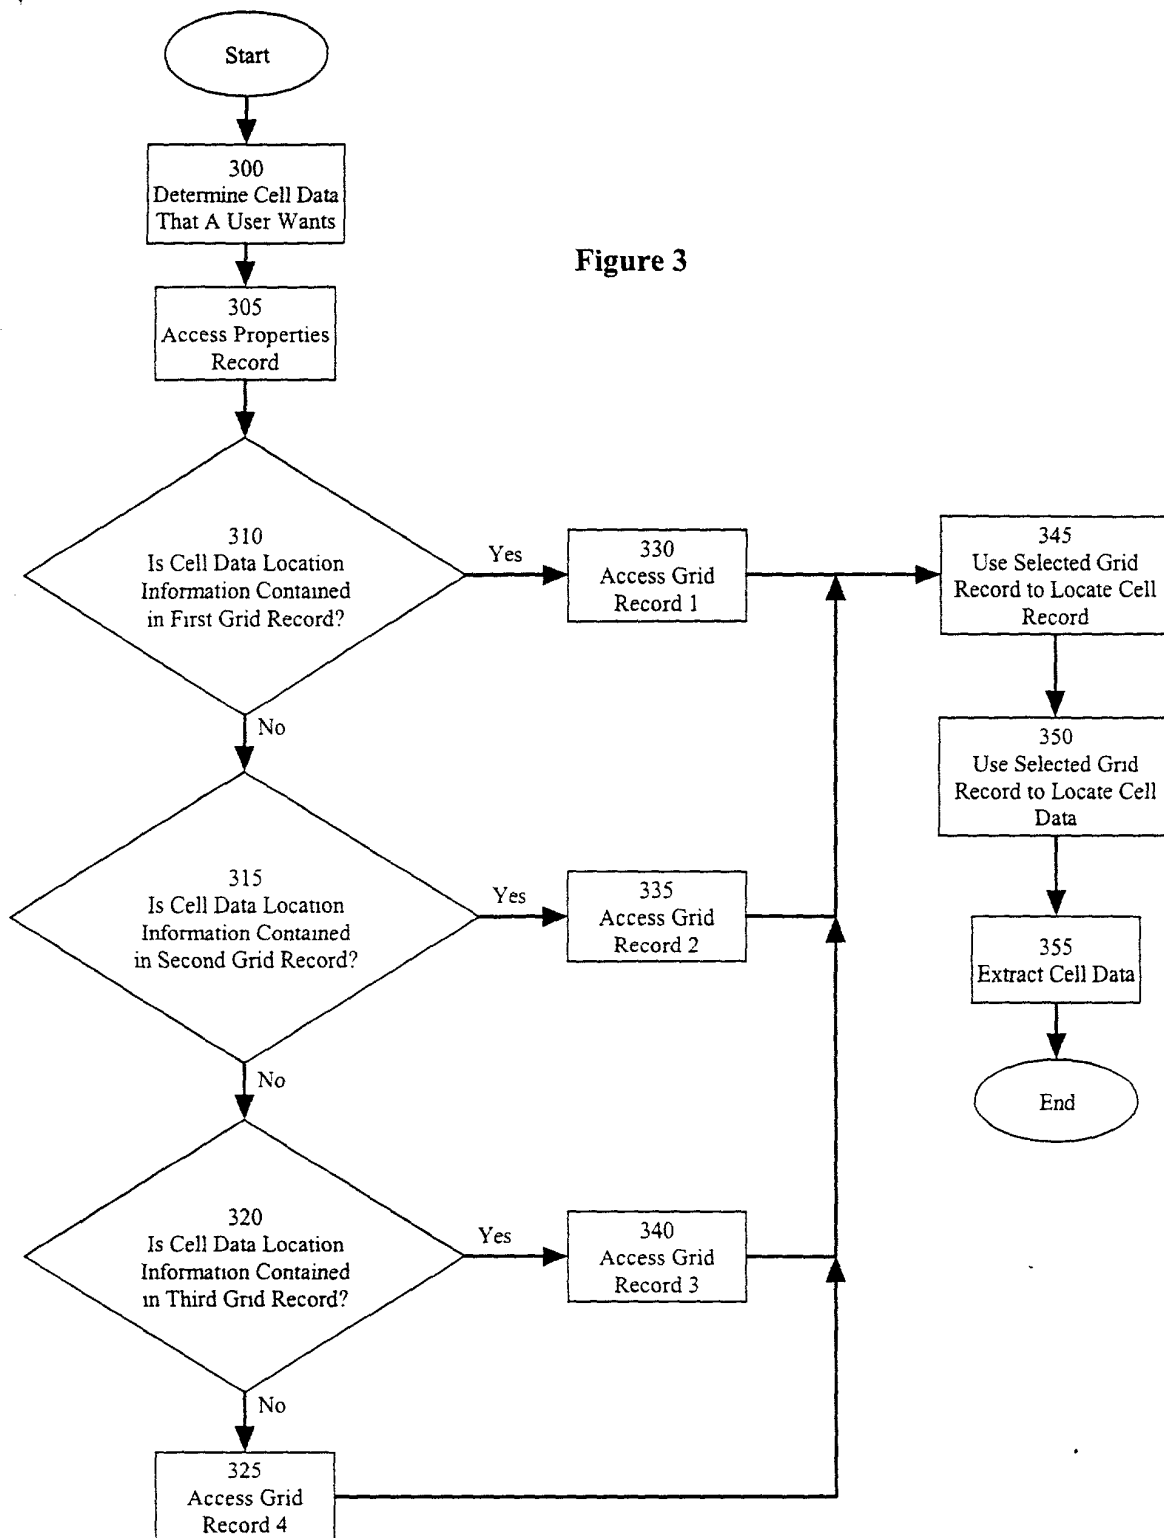 Start
300
Determine Cell Data
That A User Wants
Figure 3
305
Access Properties
Record
310
Is Cell Data Location
Information Contained
in First Grid Record?
Yes
330
Access Grid
Record 1
345
Use Selected Grid
Record to Locate Cell
Record
No
350
Use Selected Grid
Record to Locate Cell
Data
315
Is Cell Data Location
Information Contained
in Second Grid Record?
Yes
335
Access Grid
Record 2
355
Extract Cell Data
No
End
320
Is Cell Data Location
Information Contained
in Third Grid Record?
Yes
340
Access Grid
Record 3
No
325
Access Grid
Record 4